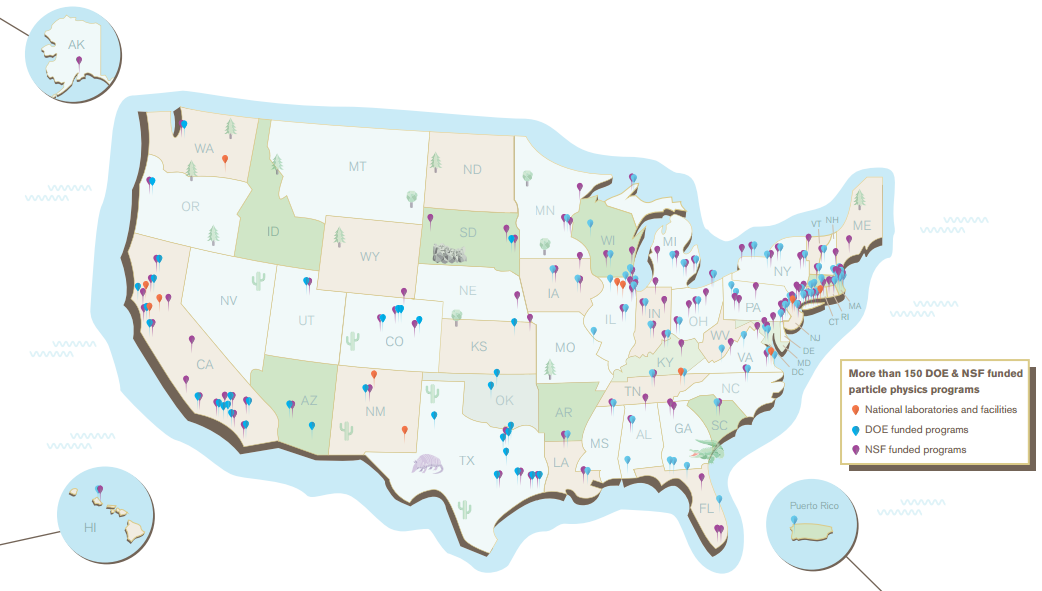 AK
WA
MT
ND
OR
ID
SD
MN
WI
MI
VT
NH
ME
WY
NY
NV
NE
IA
PA
MA
RI
CT
UT
CO
IL
IN
OH
NJ
CA
KS
MO
WV
VA
DE
MD
DC
KY
More than 150 DOE & NSF funded
particle physics programs
National laboratories and facilities
DOE funded programs
NSF funded programs
AZ
NM
OK
AR
TN
NC
SC
MS
AL
GA
TX
LA
FL
HI
Puerto Rico